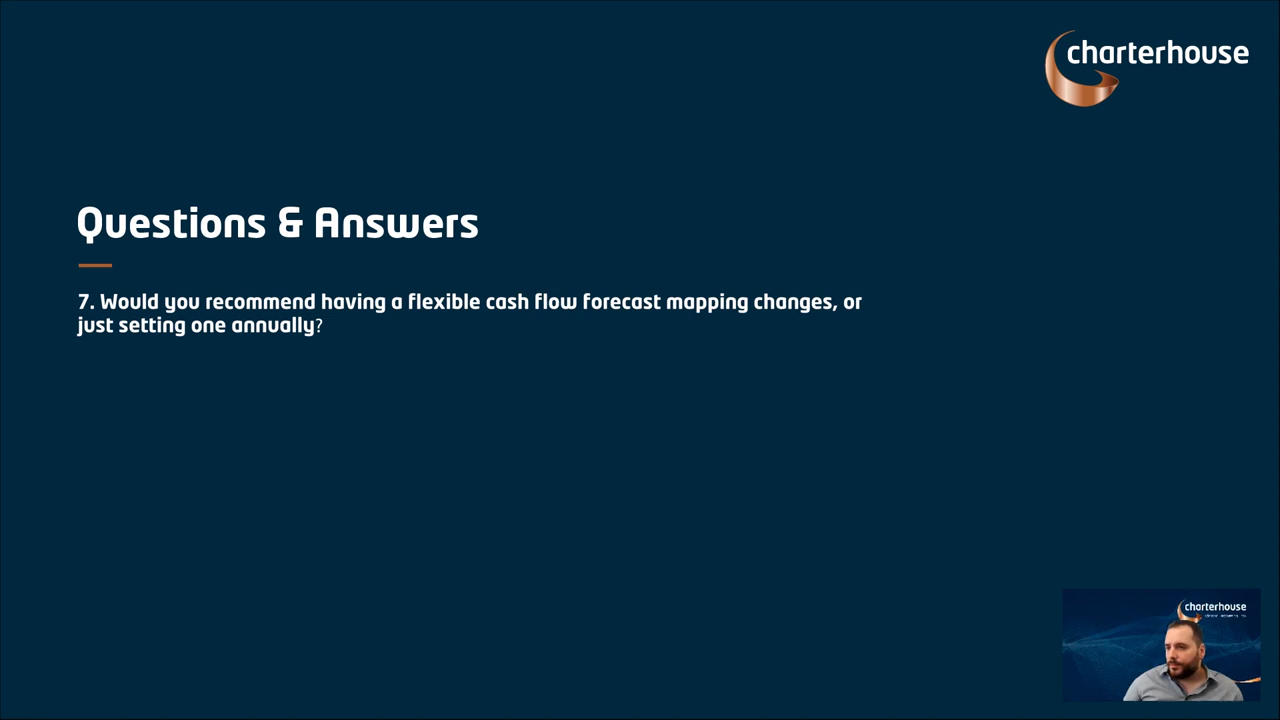 charterhouse
Questions & Answers
7. Would you recommend having a flexible cash flow forecast mapping changes, or
just setting one annually?
charterhouse